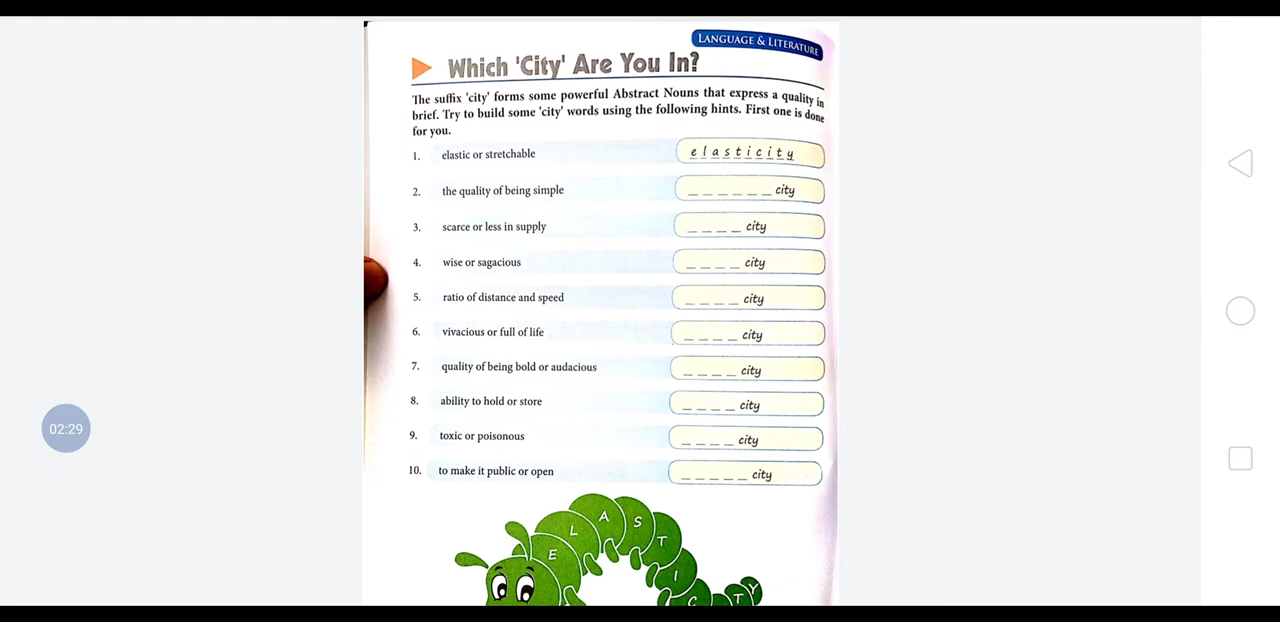 LANGUAGE & LITERATURE
Which 'City' Are You In?
The suffix 'city' forms some powerful Abstract Nouns that express a quality in
brief. Try to build some 'city' words using the following hints. First one is done
for you.
1. elastic or stretchable e l a s t i c i t y
2. the quality of being simple _ _ _ _ _ _ city
3. scarce or less in supply _ _ _ _ city
4. wise or sagacious _ _ _ _ city
5. ratio of distance and speed _ _ _ _ city
6. vivacious or full of life _ _ _ _ city
7. quality of being bold or audacious _ _ _ _ city
8. ability to hold or store _ _ _ _ city
9. toxic or poisonous _ _ _ _ city
10. to make it public or open _ _ _ _ _ city
02:29
E L A S T I C T Y